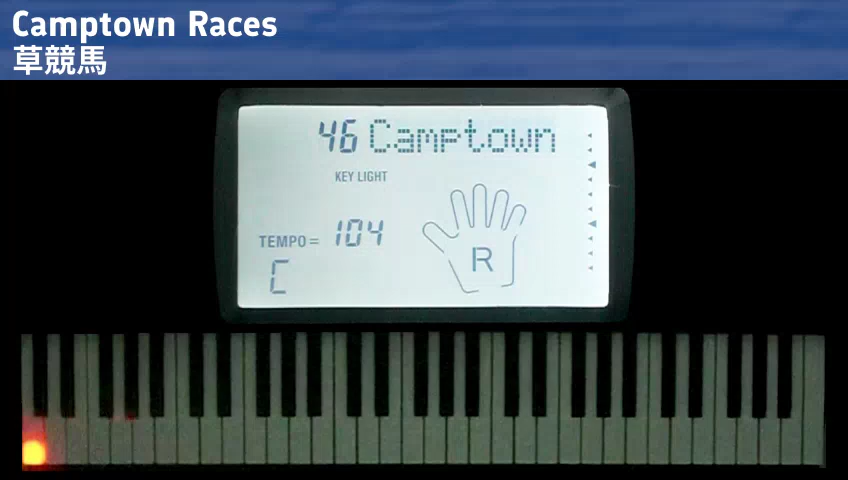 Camptown Races
草競馬
46 Camptown
KEY LIGHT
TEMPO = 104
R
C